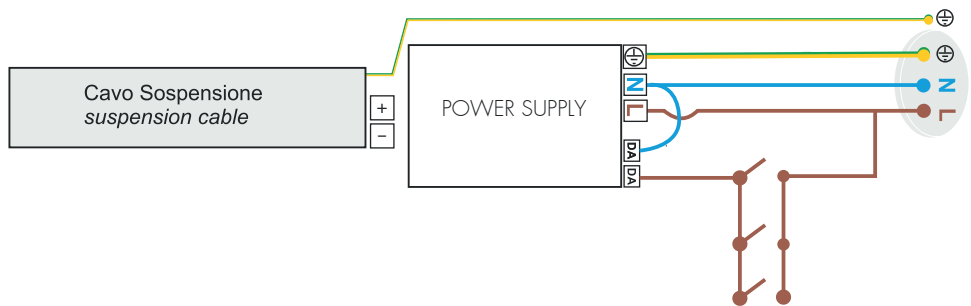 Cavo Sospensione
suspension cable
+
−
POWER SUPPLY
N
L
DA
DA
N
L